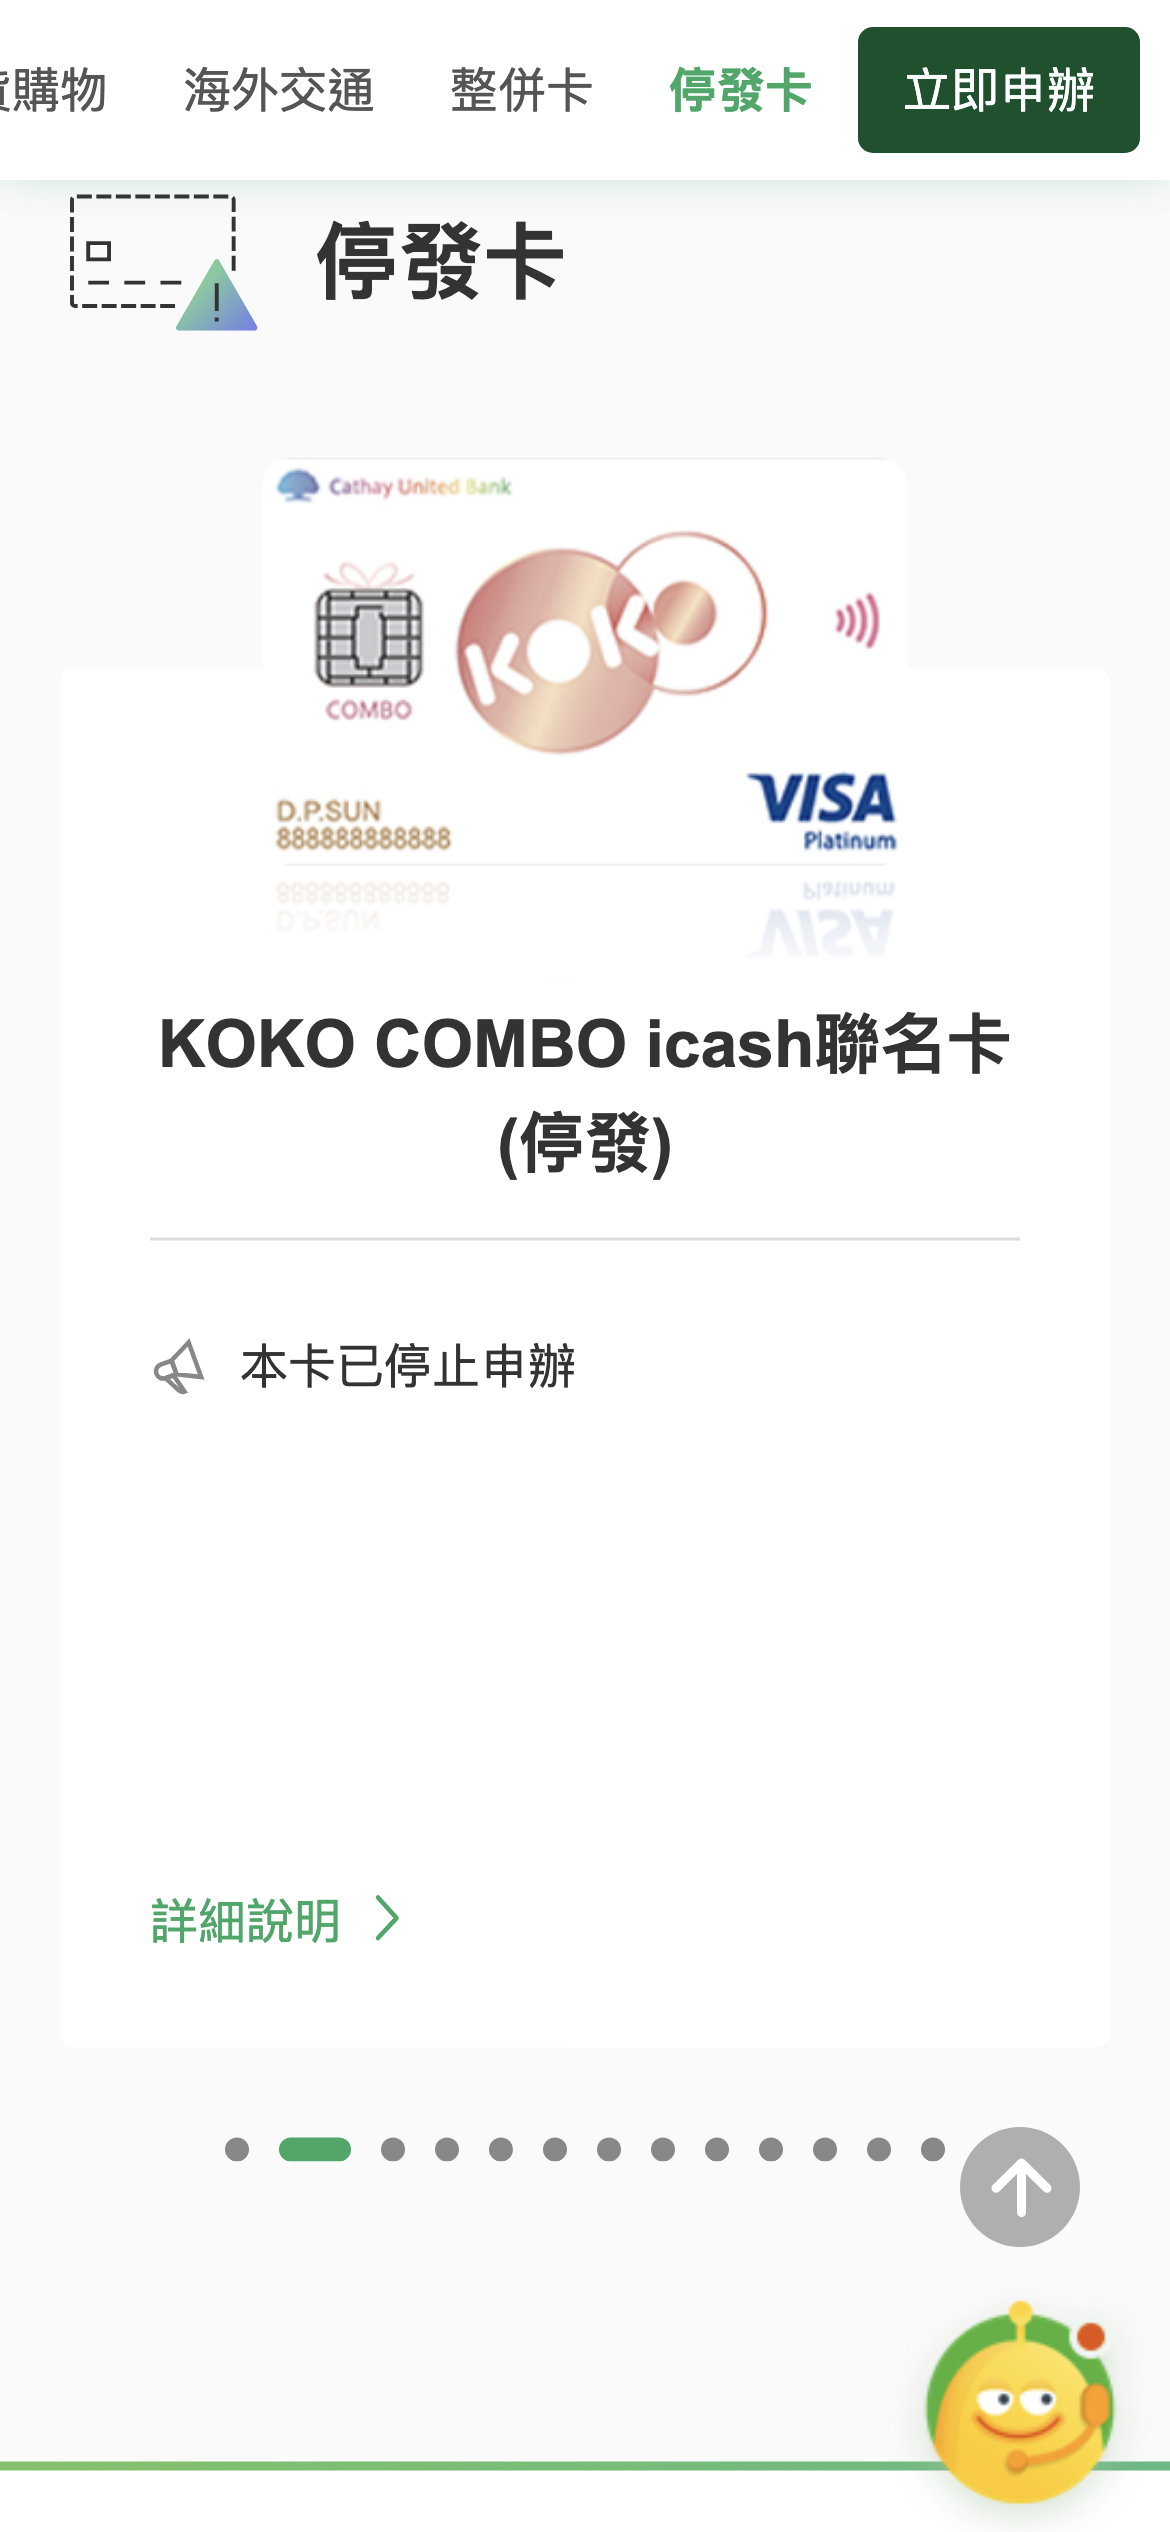 購物 海外交通 整併卡 停發卡 立即申辦
停發卡
Cathay United Bank
KOKO
COMBO
D.P.SUN
888888888888
VISA
Platinum
KOKO COMBO icash聯名卡
(停發)
本卡已停止申辦
詳細說明